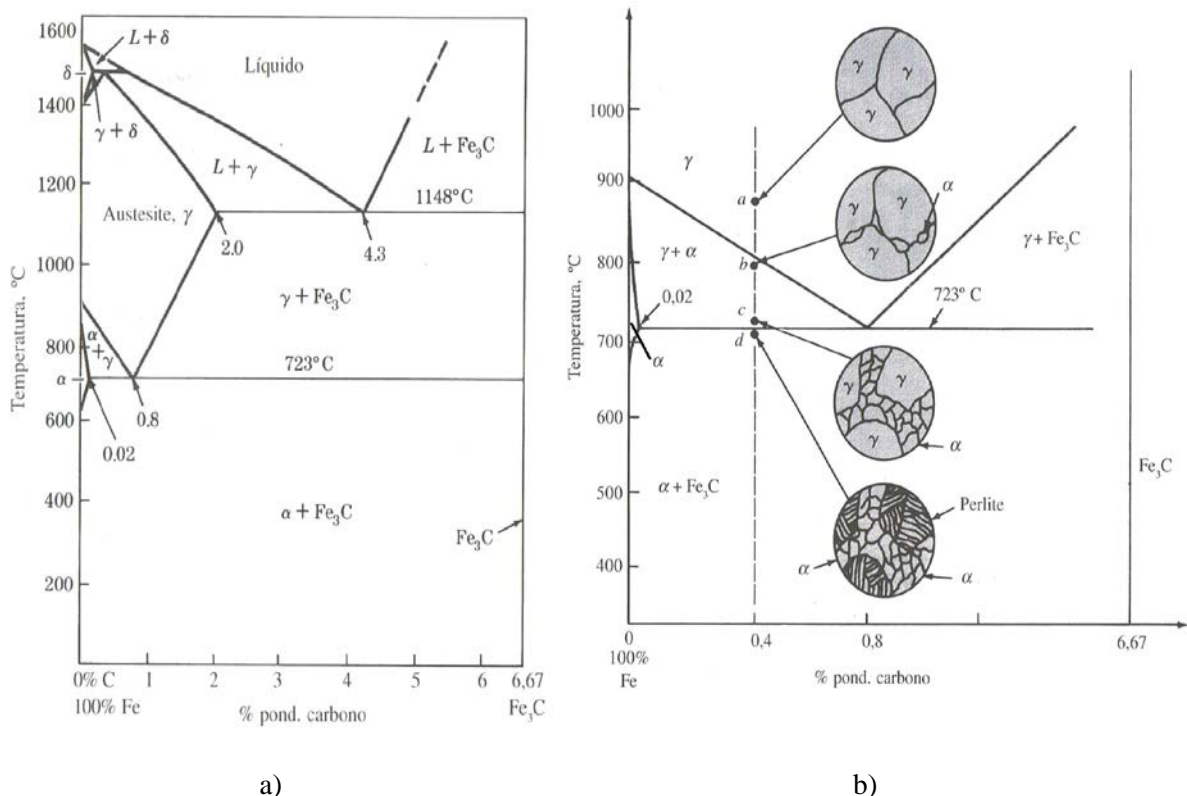 1600
L + δ
Líquido
δ
1400
γ + δ
L + Fe₃C
L + γ
1200
1148°C
Austesite, γ
2.0
4.3
1000
γ + Fe₃C
α + γ
800
723°C
α
600
0.8
0.02
400
α + Fe₃C
Fe₃C
200
Temperatura, °C
0% C 1 2 3 4 5 6 6,67
100% Fe
% pond. carbono
Fe₃C
a)
γ γ
γ
1000
γ
900
a
α
γ γ
γ
γ + α
b
γ + Fe₃C
800
0,02
723° C
c
700
d
α
γ γ
600
γ
α
Fe₃C
α + Fe₃C
500
Perlite
400
α
α
Temperatura, °C
0 0,4 0,8 6,67
100%
Fe
% pond. carbono
b)